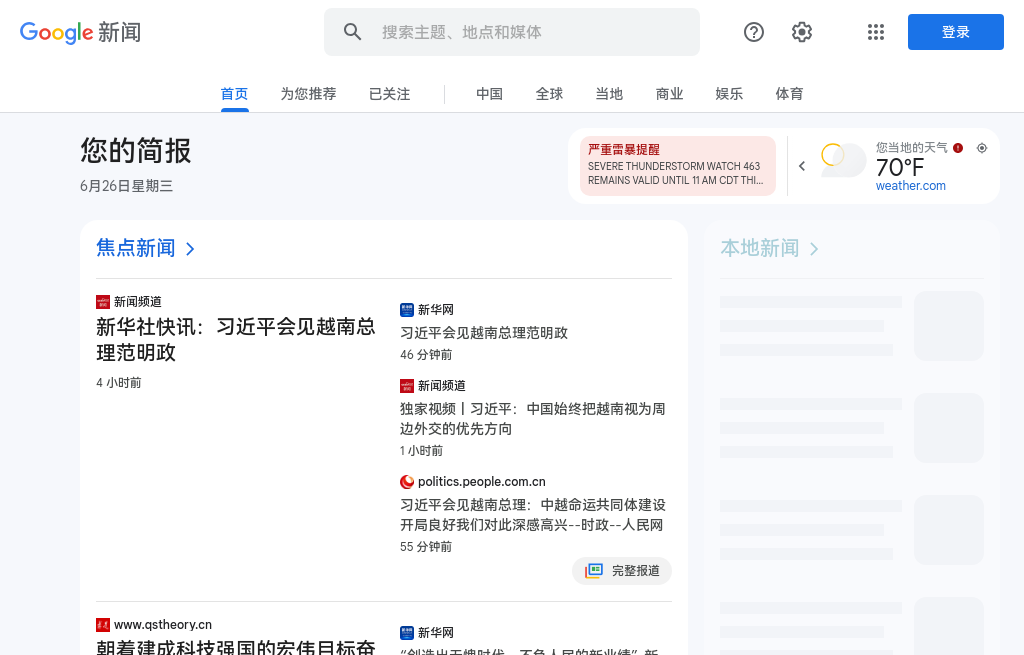 Google 新闻
搜索主题、地点和媒体
登录
首页
为您推荐
已关注
中国
全球
当地
商业
娱乐
体育
您的简报
6月26日星期三
严重雷暴提醒
SEVERE THUNDERSTORM WATCH 463
REMAINS VALID UNTIL 11 AM CDT THI...
您当地的天气
70°F
weather.com
焦点新闻
本地新闻
新闻频道
新华社快讯：习近平会见越南总
理范明政
4 小时前
新华网
习近平会见越南总理范明政
46 分钟前
新闻频道
独家视频丨习近平：中国始终把越南视为周
边外交的优先方向
1 小时前
politics.people.com.cn
习近平会见越南总理：中越命运共同体建设
开局良好我们对此深感高兴--时政--人民网
55 分钟前
完整报道
www.qstheory.cn
朝着建成科技强国的宏伟目标奋
新华网
“创造出无愧时代、不负人民的新业绩”_新